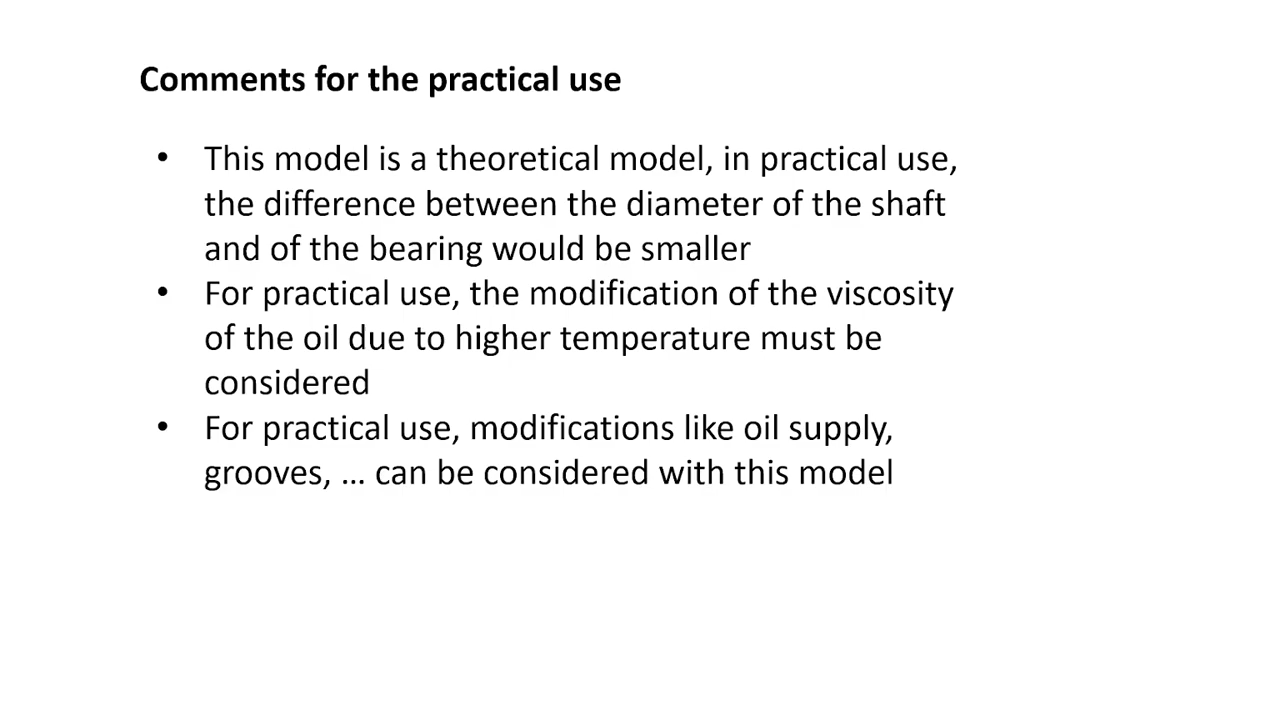 Comments for the practical use
• This model is a theoretical model, in practical use,
the difference between the diameter of the shaft
and of the bearing would be smaller
• For practical use, the modification of the viscosity
of the oil due to higher temperature must be
considered
• For practical use, modifications like oil supply,
grooves, ... can be considered with this model